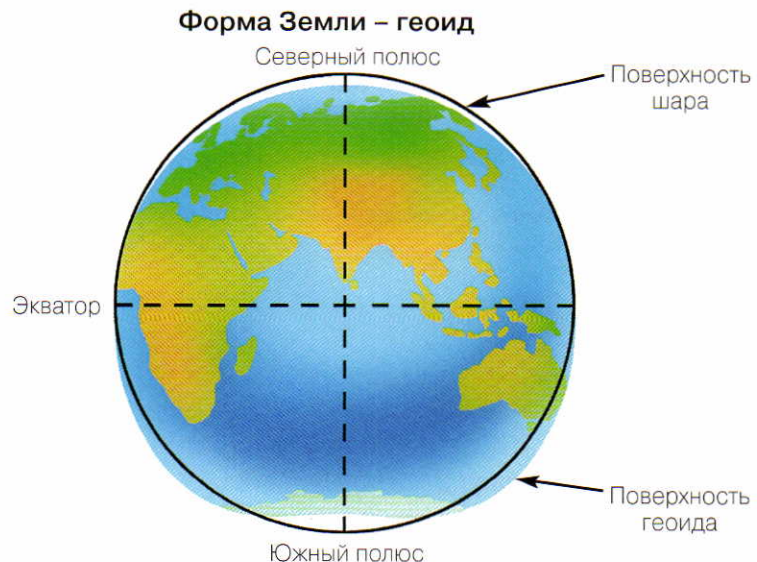 Форма Земли – геоид
Северный полюс
Поверхность
шара
Экватор
Поверхность
геоида
Южный полюс